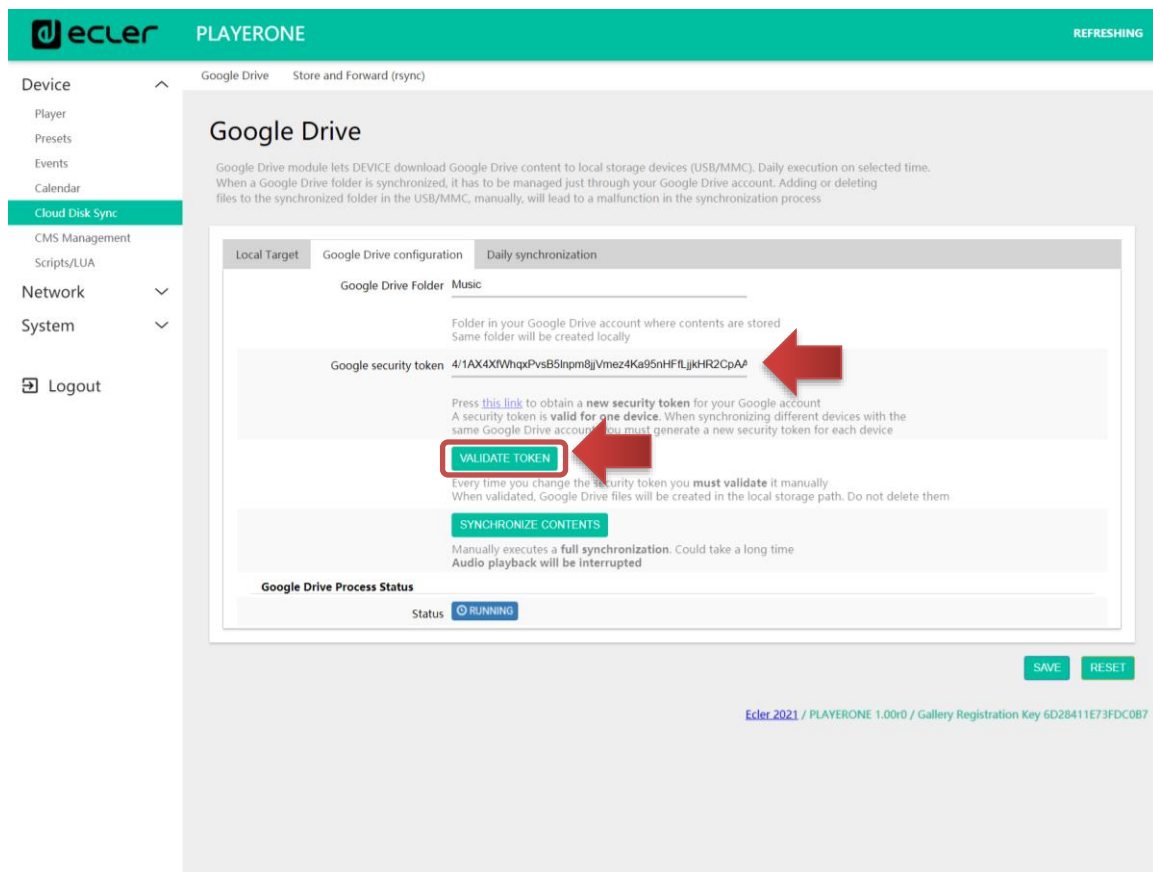 ecler
PLAYERONE
REFRESHING
Device
Player
Presets
Events
Calendar
Cloud Disk Sync
CMS Management
Scripts/LUA
Network
System
Logout
Google Drive Store and Forward (rsync)
Google Drive
Google Drive module lets DEVICE download Google Drive content to local storage devices (USB/MMC). Daily execution on selected time.
When a Google Drive folder is synchronized, it has to be managed just through your Google Drive account. Adding or deleting
files to the synchronized folder in the USB/MMC, manually, will lead to a malfunction in the synchronization process
Local Target Google Drive configuration Daily synchronization
Google Drive Folder Music
Folder in your Google Drive account where contents are stored
Same folder will be created locally
Google security token 4/1AX4XfWhqxPvsB5Inpm8jjVmez4Ka95nHFfLjjkHR2CpAA
Press this link to obtain a new security token for your Google account
A security token is valid for one device. When synchronizing different devices with the
same Google Drive account you must generate a new security token for each device
VALIDATE TOKEN
Every time you change the security token you must validate it manually
When validated, Google Drive files will be created in the local storage path. Do not delete them
SYNCHRONIZE CONTENTS
Manually executes a full synchronization. Could take a long time
Audio playback will be interrupted
Google Drive Process Status
Status RUNNING
SAVE RESET
Ecler 2021 / PLAYERONE 1.00r0 / Gallery Registration Key 6D28411E73FDC0B7